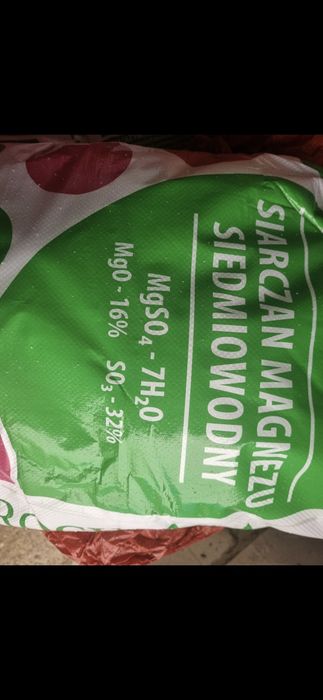 SIARCZAN MAGNEZU
SIEDMIOWODNY
MgSO₄ - 7H₂O
MgO - 16% SO₃ - 32%